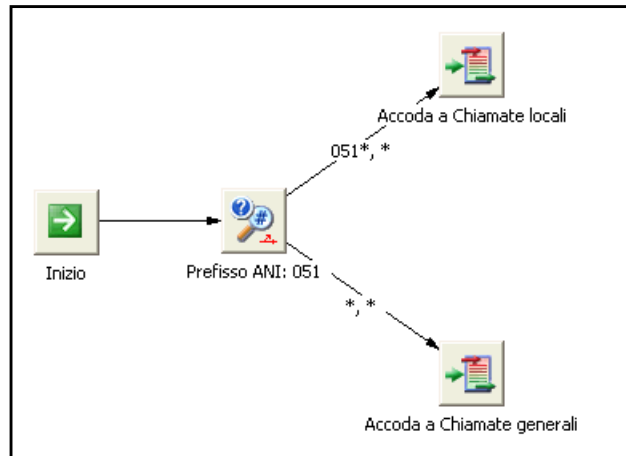 Accoda a Chiamate locali
051*, *
Inizio
Prefisso ANI: 051
*, *
Accoda a Chiamate generali